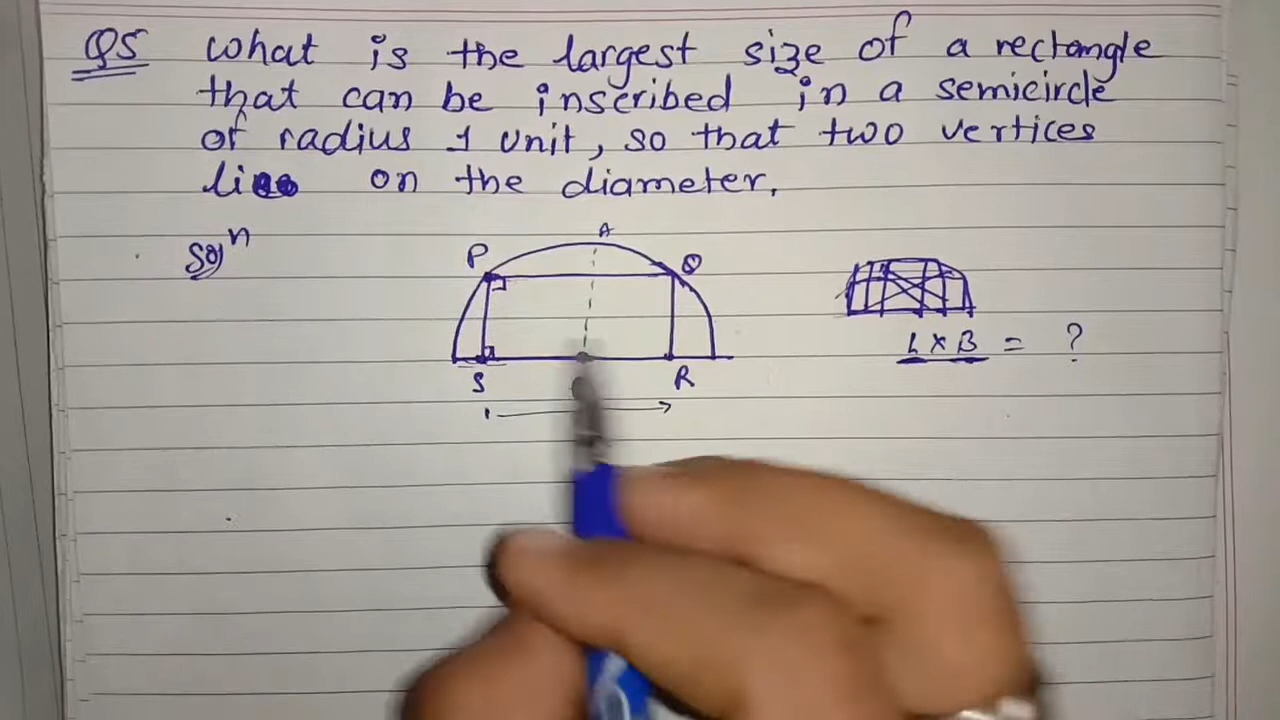 Q5 What is the largest size of a rectangle
that can be inscribed in a semicircle
of radius 1 unit, so that two vertices
lies on the diameter.
Solⁿ
A
P Q
L × B = ?
S R